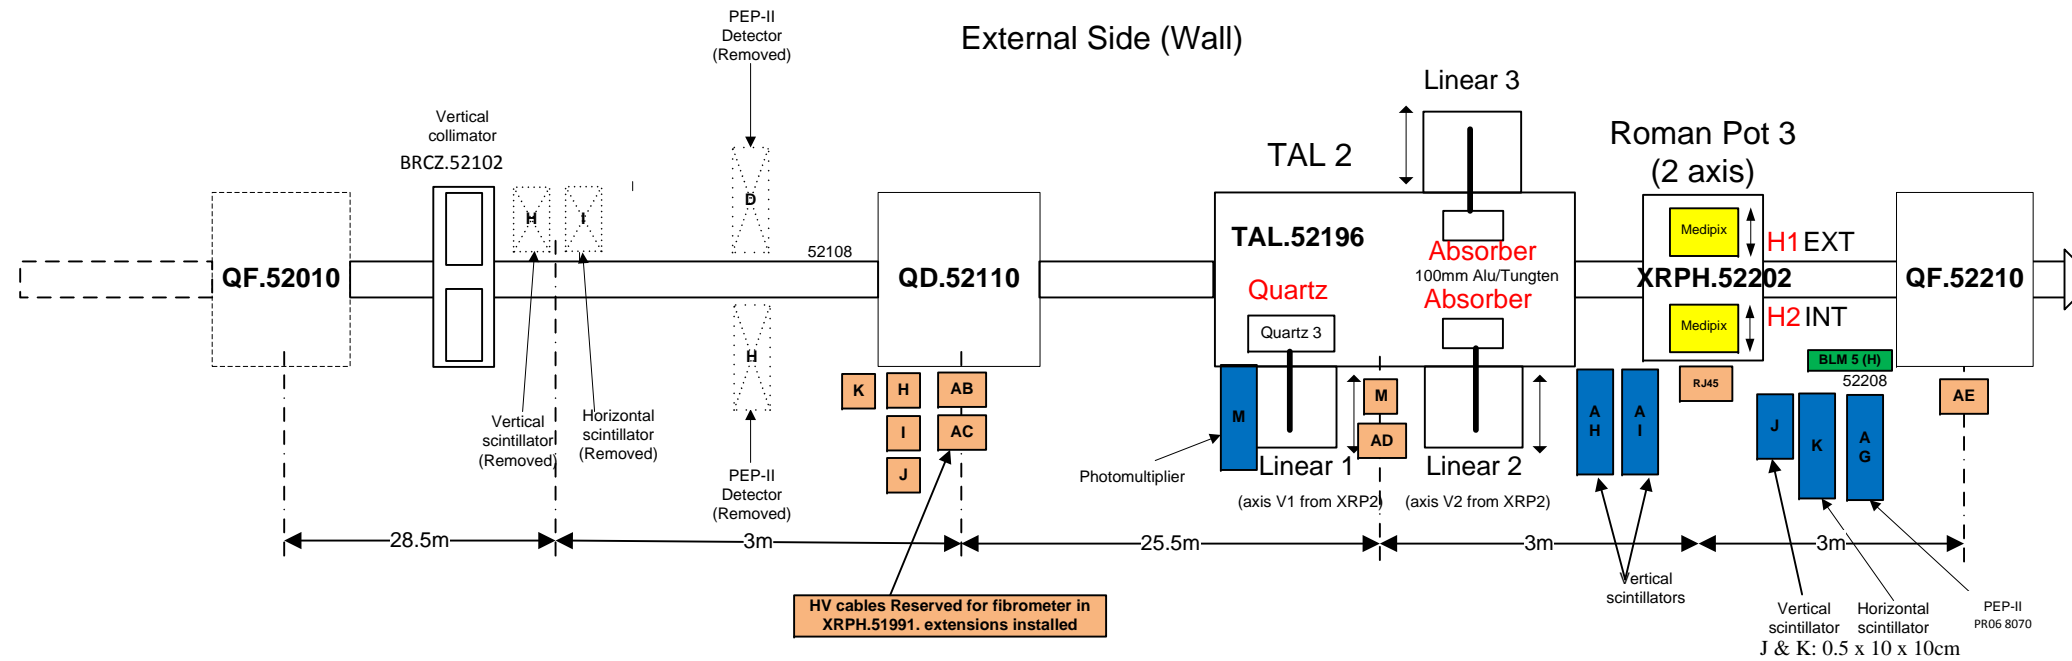 PEP-II
Detector
(Removed)
External Side (Wall)
Linear 3
Vertical
collimator
BRCZ.52102
TAL 2
Roman Pot 3
(2 axis)
H
I
D
52108
QF.52010
QD.52110
TAL.52196
Absorber
100mm Alu/Tungten
Absorber
Quartz
Quartz 3
Medipix
H1 EXT
XRPH.52202
Medipix
H2 INT
QF.52210
H
BLM 5 (H)
52208
K
H
AB
I
AC
J
M
M
AD
A
H
A
I
RJ45
J
K
A
G
AE
Vertical
scintillator
(Removed)
Horizontal
scintillator
(Removed)
PEP-II
Detector
(Removed)
Photomultiplier
Linear 1
(axis V1 from XRP2)
Linear 2
(axis V2 from XRP2)
28.5m
3m
25.5m
3m
3m
HV cables Reserved for fibrometer in
XRPH.51991. extensions installed
Vertical
scintillators
Vertical
scintillator
Horizontal
scintillator
J & K: 0.5 x 10 x 10cm
PEP-II
PR06 8070